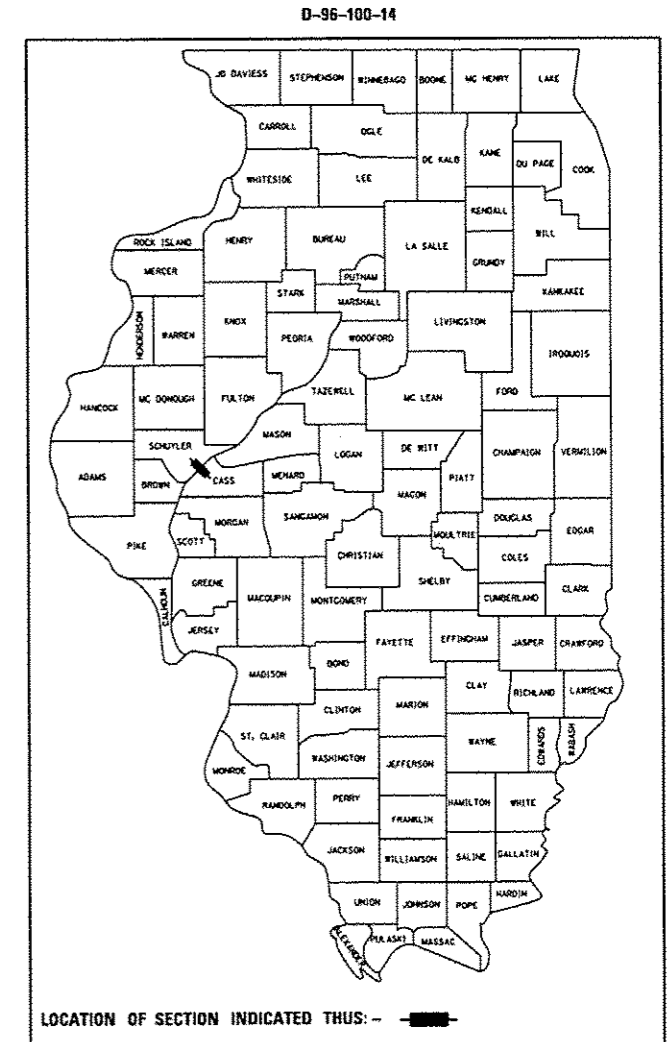 D-96-100-14
JO DAVIESS STEPHENSON WINNEBAGO BOONE MC HENRY LAKE
CARROLL OGLE
DE KALB KANE DU PAGE COOK
WHITESIDE LEE
KENDALL WILL
ROCK ISLAND HENRY BUREAU LA SALLE GRUNDY
MERCER PUTNAM KANKAKEE
STARK MARSHALL
HENDERSON WARREN KNOX PEORIA WOODFORD LIVINGSTON IROQUOIS
HANCOCK MC DONOUGH FULTON TAZEWELL MC LEAN FORD
MASON
SCHUYLER LOGAN DE WITT CHAMPAIGN VERMILION
ADAMS BROWN CASS MENARD MACON PIATT
MORGAN SANGAMON DOUGLAS EDGAR
PIKE SCOTT CHRISTIAN MOULTRIE COLES
GREENE SHELBY
CALHOUN MACOUPIN MONTGOMERY CUMBERLAND CLARK
JERSEY FAYETTE EFFINGHAM JASPER CRAWFORD
MADISON BOND
CLAY RICHLAND LAWRENCE
CLINTON MARION
ST. CLAIR WAYNE EDWARDS WABASH
WASHINGTON JEFFERSON
MONROE
RANDOLPH PERRY HAMILTON WHITE
FRANKLIN
JACKSON WILLIAMSON SALINE GALLATIN
UNION JOHNSON POPE HARDIN
ALEXANDER PULASKI MASSAC
LOCATION OF SECTION INDICATED THUS: -